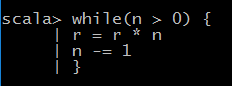 scala> while(n > 0) {
     | r = r * n
     | n -= 1
     | }